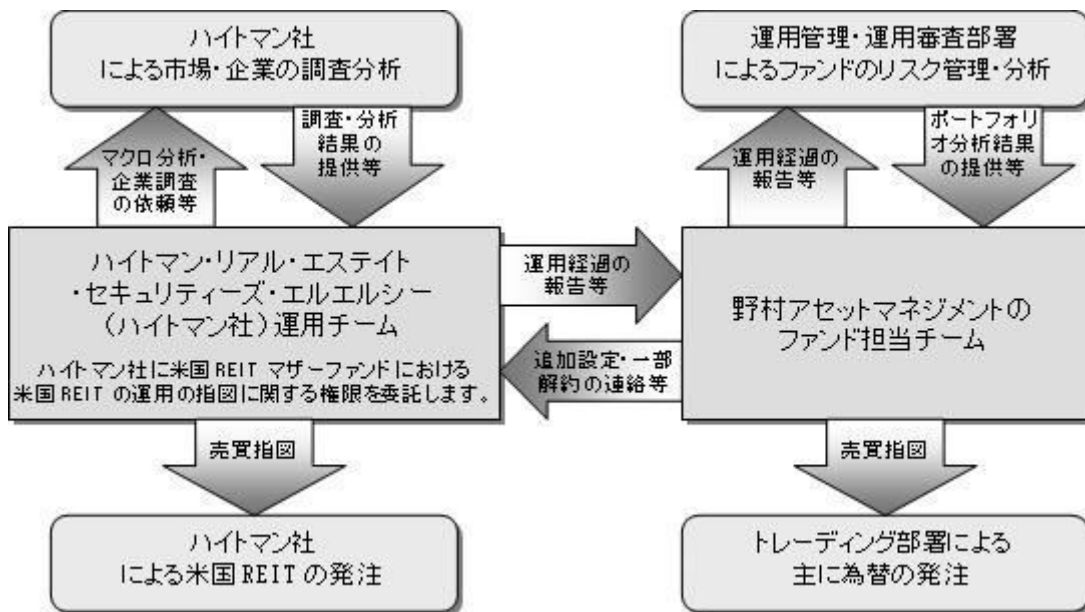 ハイトマン社
による市場・企業の調査分析
運用管理・運用審査部署
によるファンドのリスク管理・分析
マクロ分析・
企業調査
の依頼等
調査・分析
結果の
提供等
運用経過の
報告等
ポートフォリ
オ分析結果
の提供等
ハイトマン・リアル・エステイト
・セキュリティーズ・エルエルシー
（ハイトマン社）運用チーム
ハイトマン社に米国 REIT マザーファンドにおける
米国 REIT の運用の指図に関する権限を委託します。
運用経過の
報告等
追加設定・一部
解約の連絡等
野村アセットマネジメントの
ファンド担当チーム
売買指図
売買指図
ハイトマン社
による米国 REIT の発注
トレーディング部署による
主に為替の発注